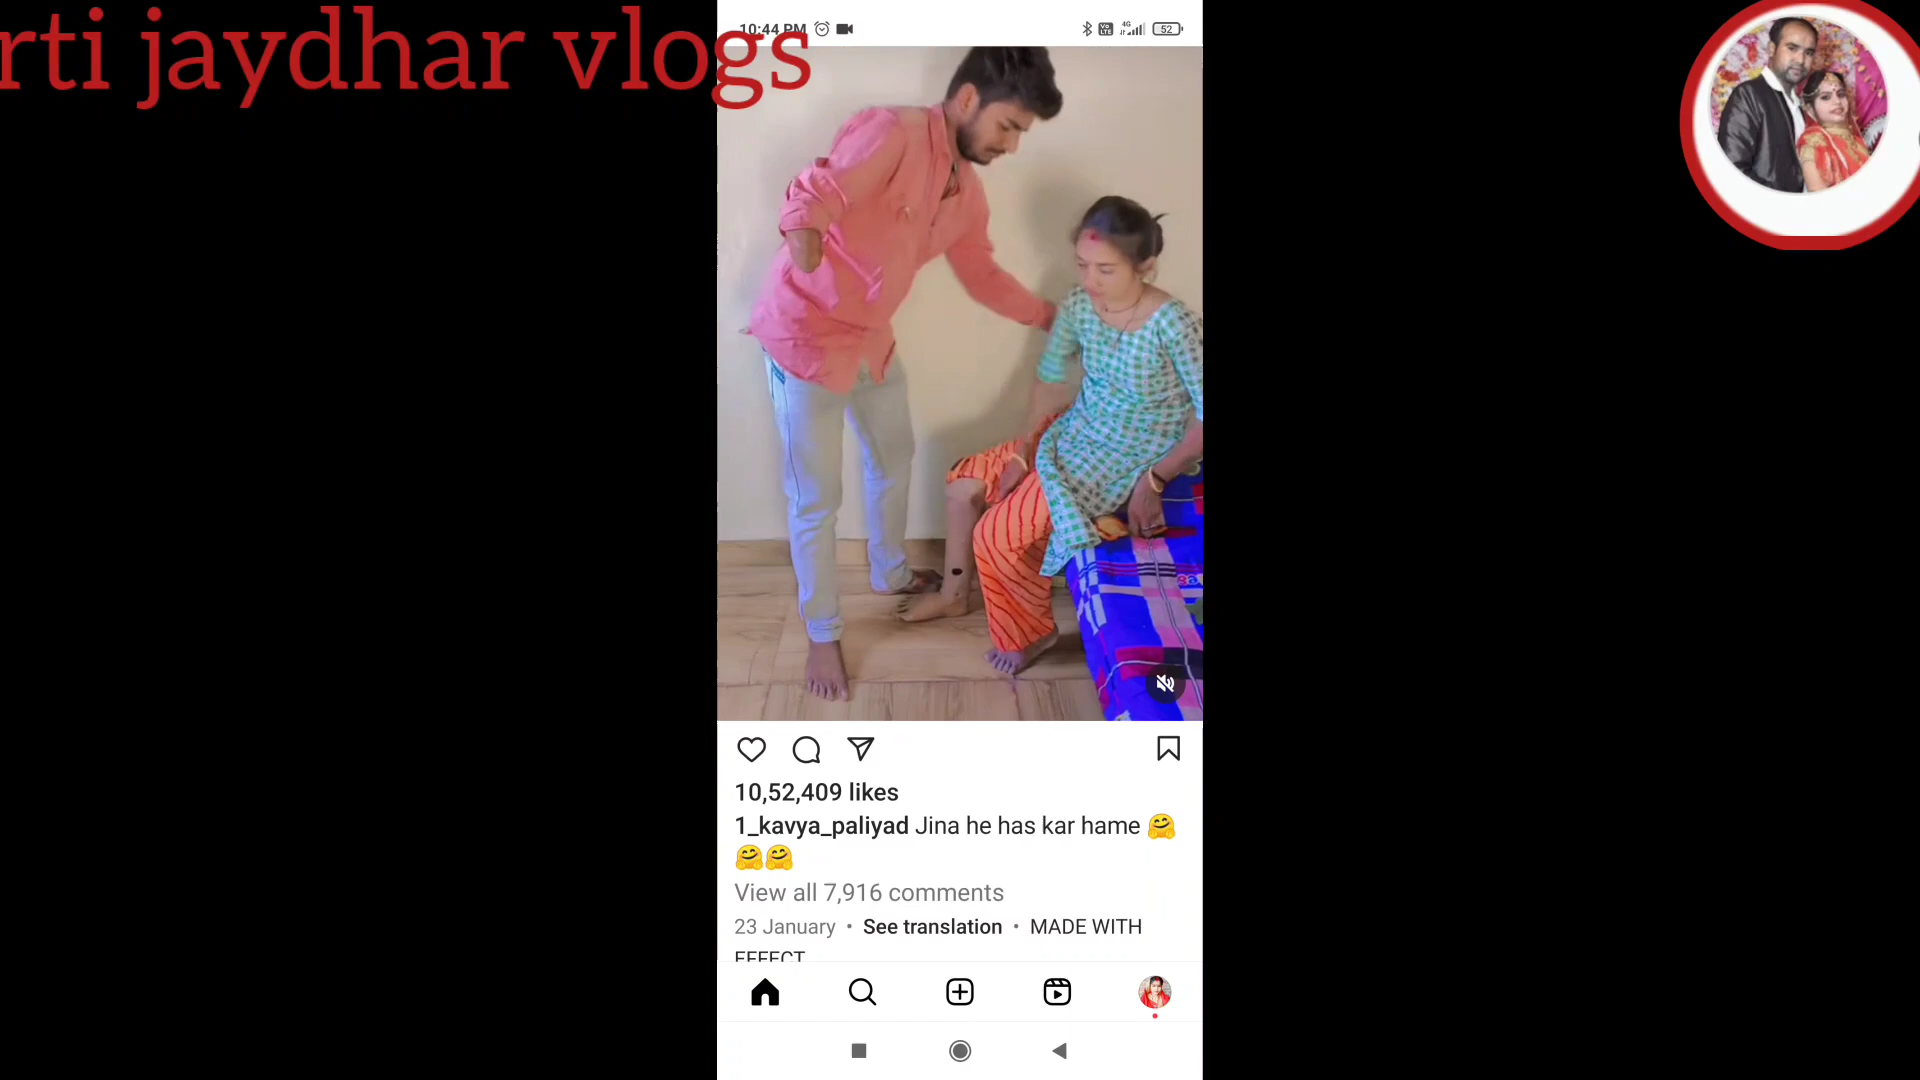 rti jaydhar vlogs
10:44 PM
4G
52
10,52,409 likes
1_kavya_paliyad Jina he has kar hame 🤗
🤗🤗
View all 7,916 comments
23 January • See translation • MADE WITH
EFFECT